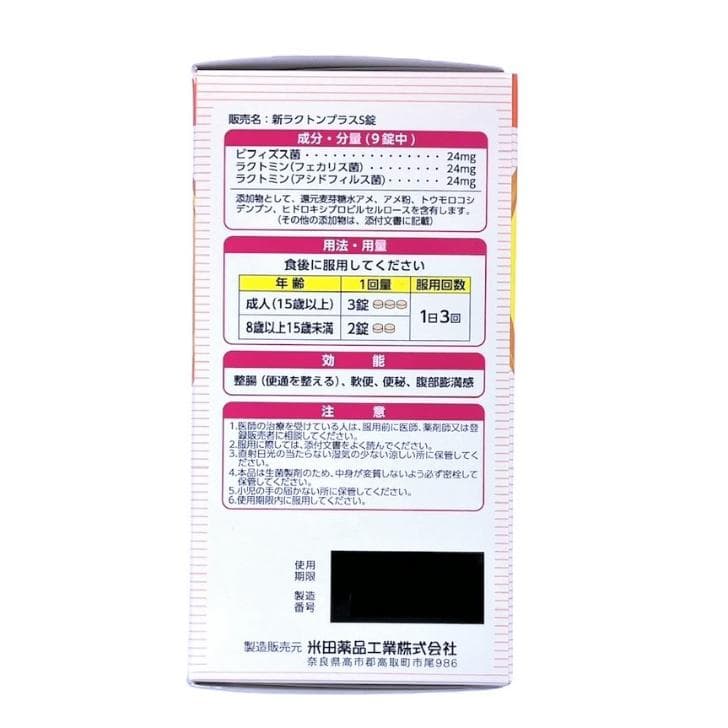 販売名：新ラクトンプラスS錠
成分・分量(9錠中)
ビフィズス菌・・・・・・・・・・・・・・・・24mg
ラクトミン(フェカリス菌)・・・・・・・・・24mg
ラクトミン(アシドフィルス菌)・・・・・・・24mg
添加物として、還元麦芽糖水アメ、アメ粉、トウモロコシ
デンプン、ヒドロキシプロピルセルロースを含有します。
(その他の添加物は、添付文書に記載)
用法・用量
食後に服用してください
年齢 1回量 服用回数
成人(15歳以上) 3錠 1日3回
8歳以上15歳未満 2錠
効能
整腸(便通を整える)、軟便、便秘、腹部膨満感
注意
1.医師の治療を受けている人は、服用前に医師、薬剤師又は登
録販売者に相談してください。
2.服用に際しては、添付文書をよく読んでください。
3.直射日光の当たらない湿気の少ない涼しい所に保管してくだ
さい。
4.本品は生菌製剤のため、中身が変質しないよう必ず密栓して
保管してください。
5.小児の手の届かない所に保管してください。
6.使用期限内に服用してください。
使用
期限
製造
番号
製造販売元 米田薬品工業株式会社
奈良県高市郡高取町市尾986